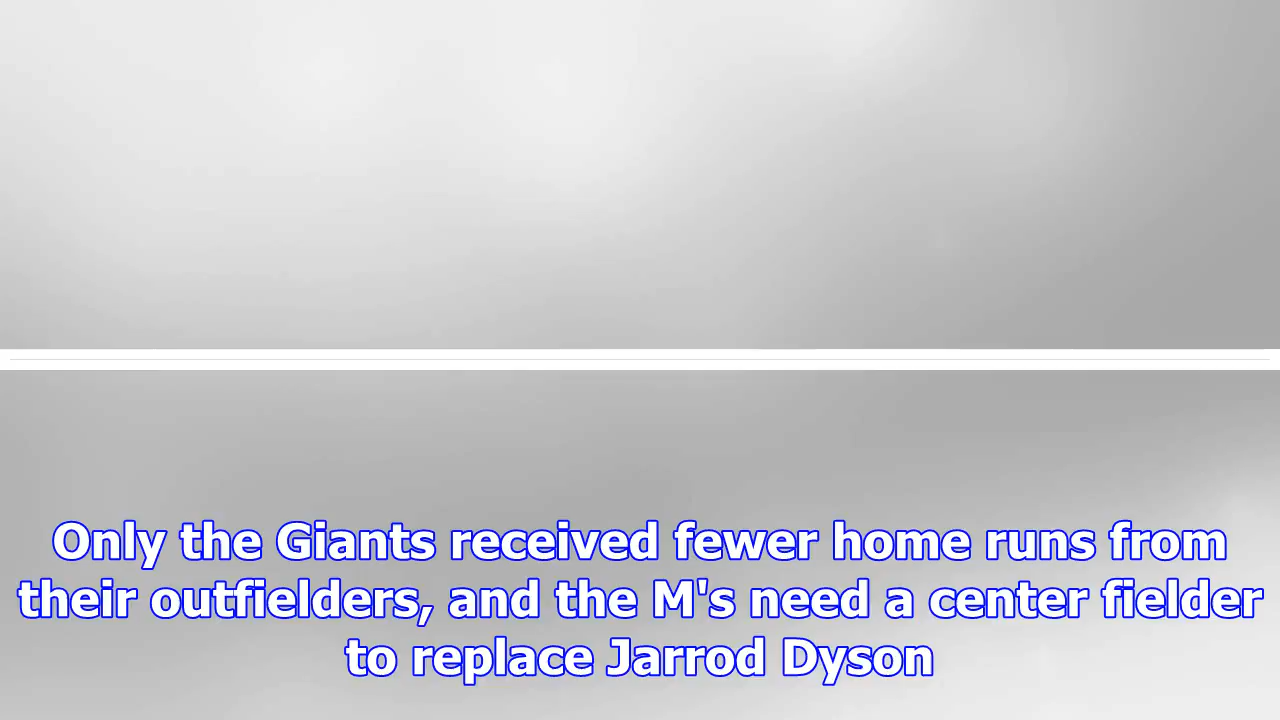 Only the Giants received fewer home runs from
their outfielders, and the M's need a center fielder
to replace Jarrod Dyson